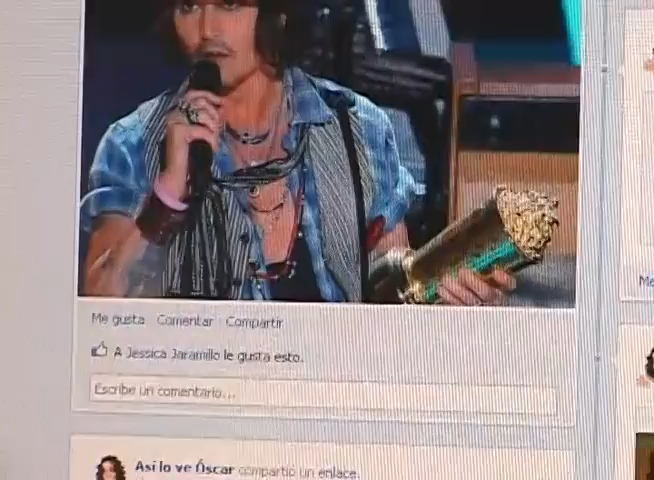 Me gusta · Comentar · Compartir
A Jessica Jaramillo le gusta esto.
Escribe un comentario...
Así lo ve Óscar compartió un enlace.
Me